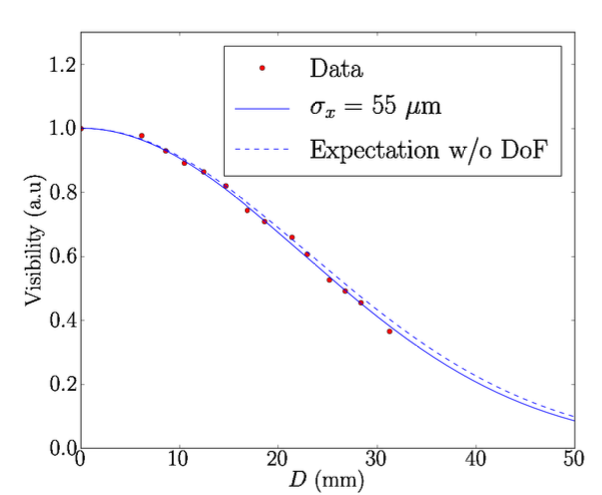 1.2
1.0
0.8
0.6
0.4
0.2
0.0
Visibility (a.u)
Data
σx = 55 μm
Expectation w/o DoF
0 10 20 30 40 50
D (mm)